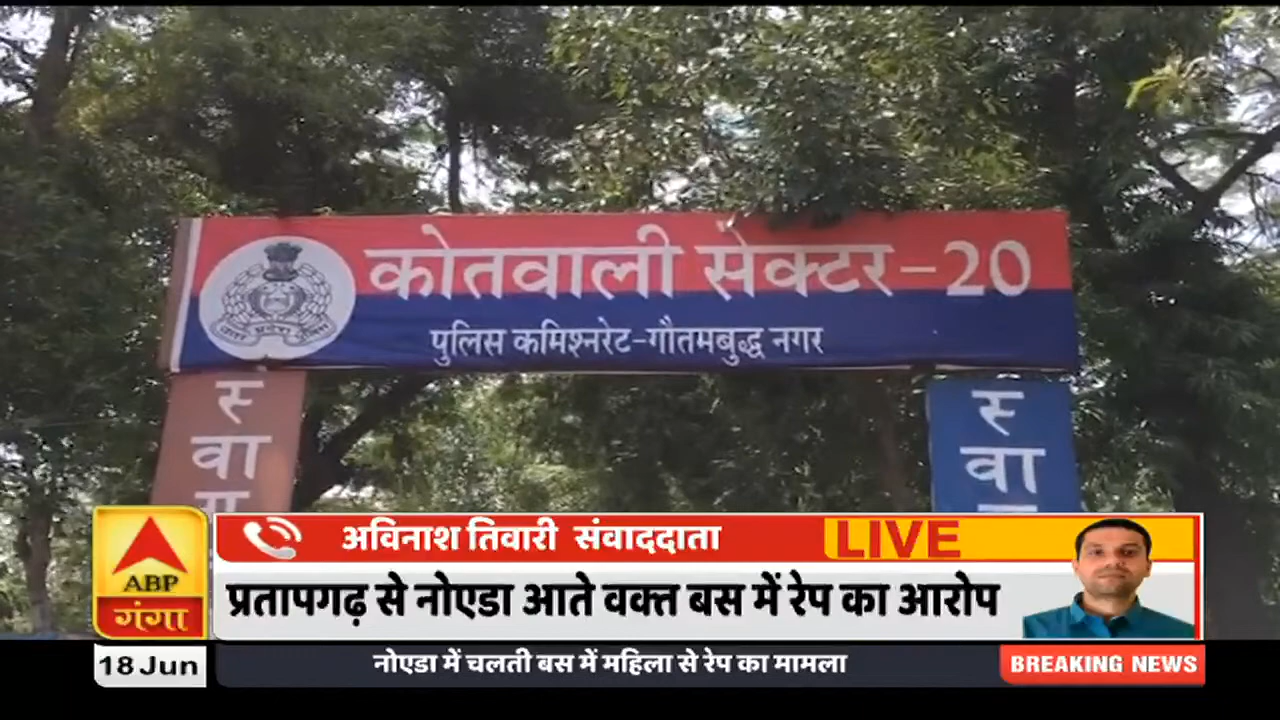 कोतवाली सेक्टर-20
पुलिस कमिश्नरेट-गौतमबुद्ध नगर
स्वा
स्वा
अविनाश तिवारी संवाददाता
LIVE
ABP
गंगा
प्रतापगढ़ से नोएडा आते वक्त बस में रेप का आरोप
18 Jun
नोएडा में चलती बस में महिला से रेप का मामला
BREAKING NEWS